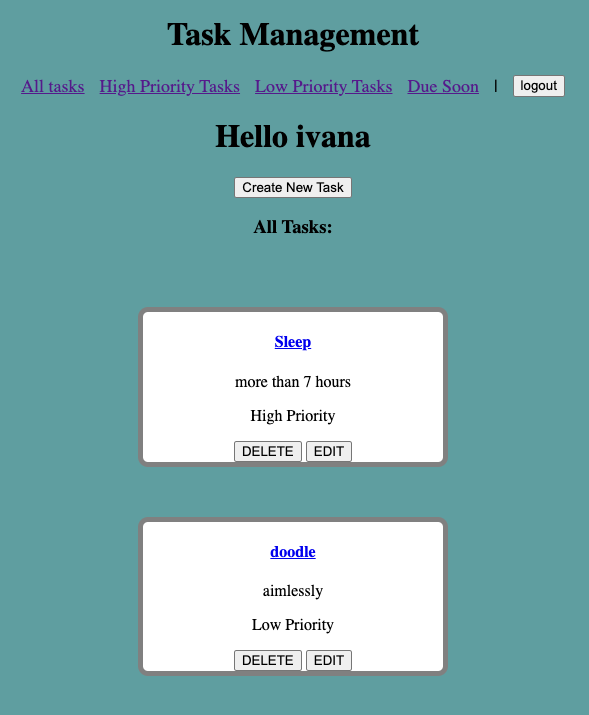 Task Management
All tasks High Priority Tasks Low Priority Tasks Due Soon | logout
Hello ivana
Create New Task
All Tasks:
Sleep
more than 7 hours
High Priority
DELETE EDIT
doodle
aimlessly
Low Priority
DELETE EDIT